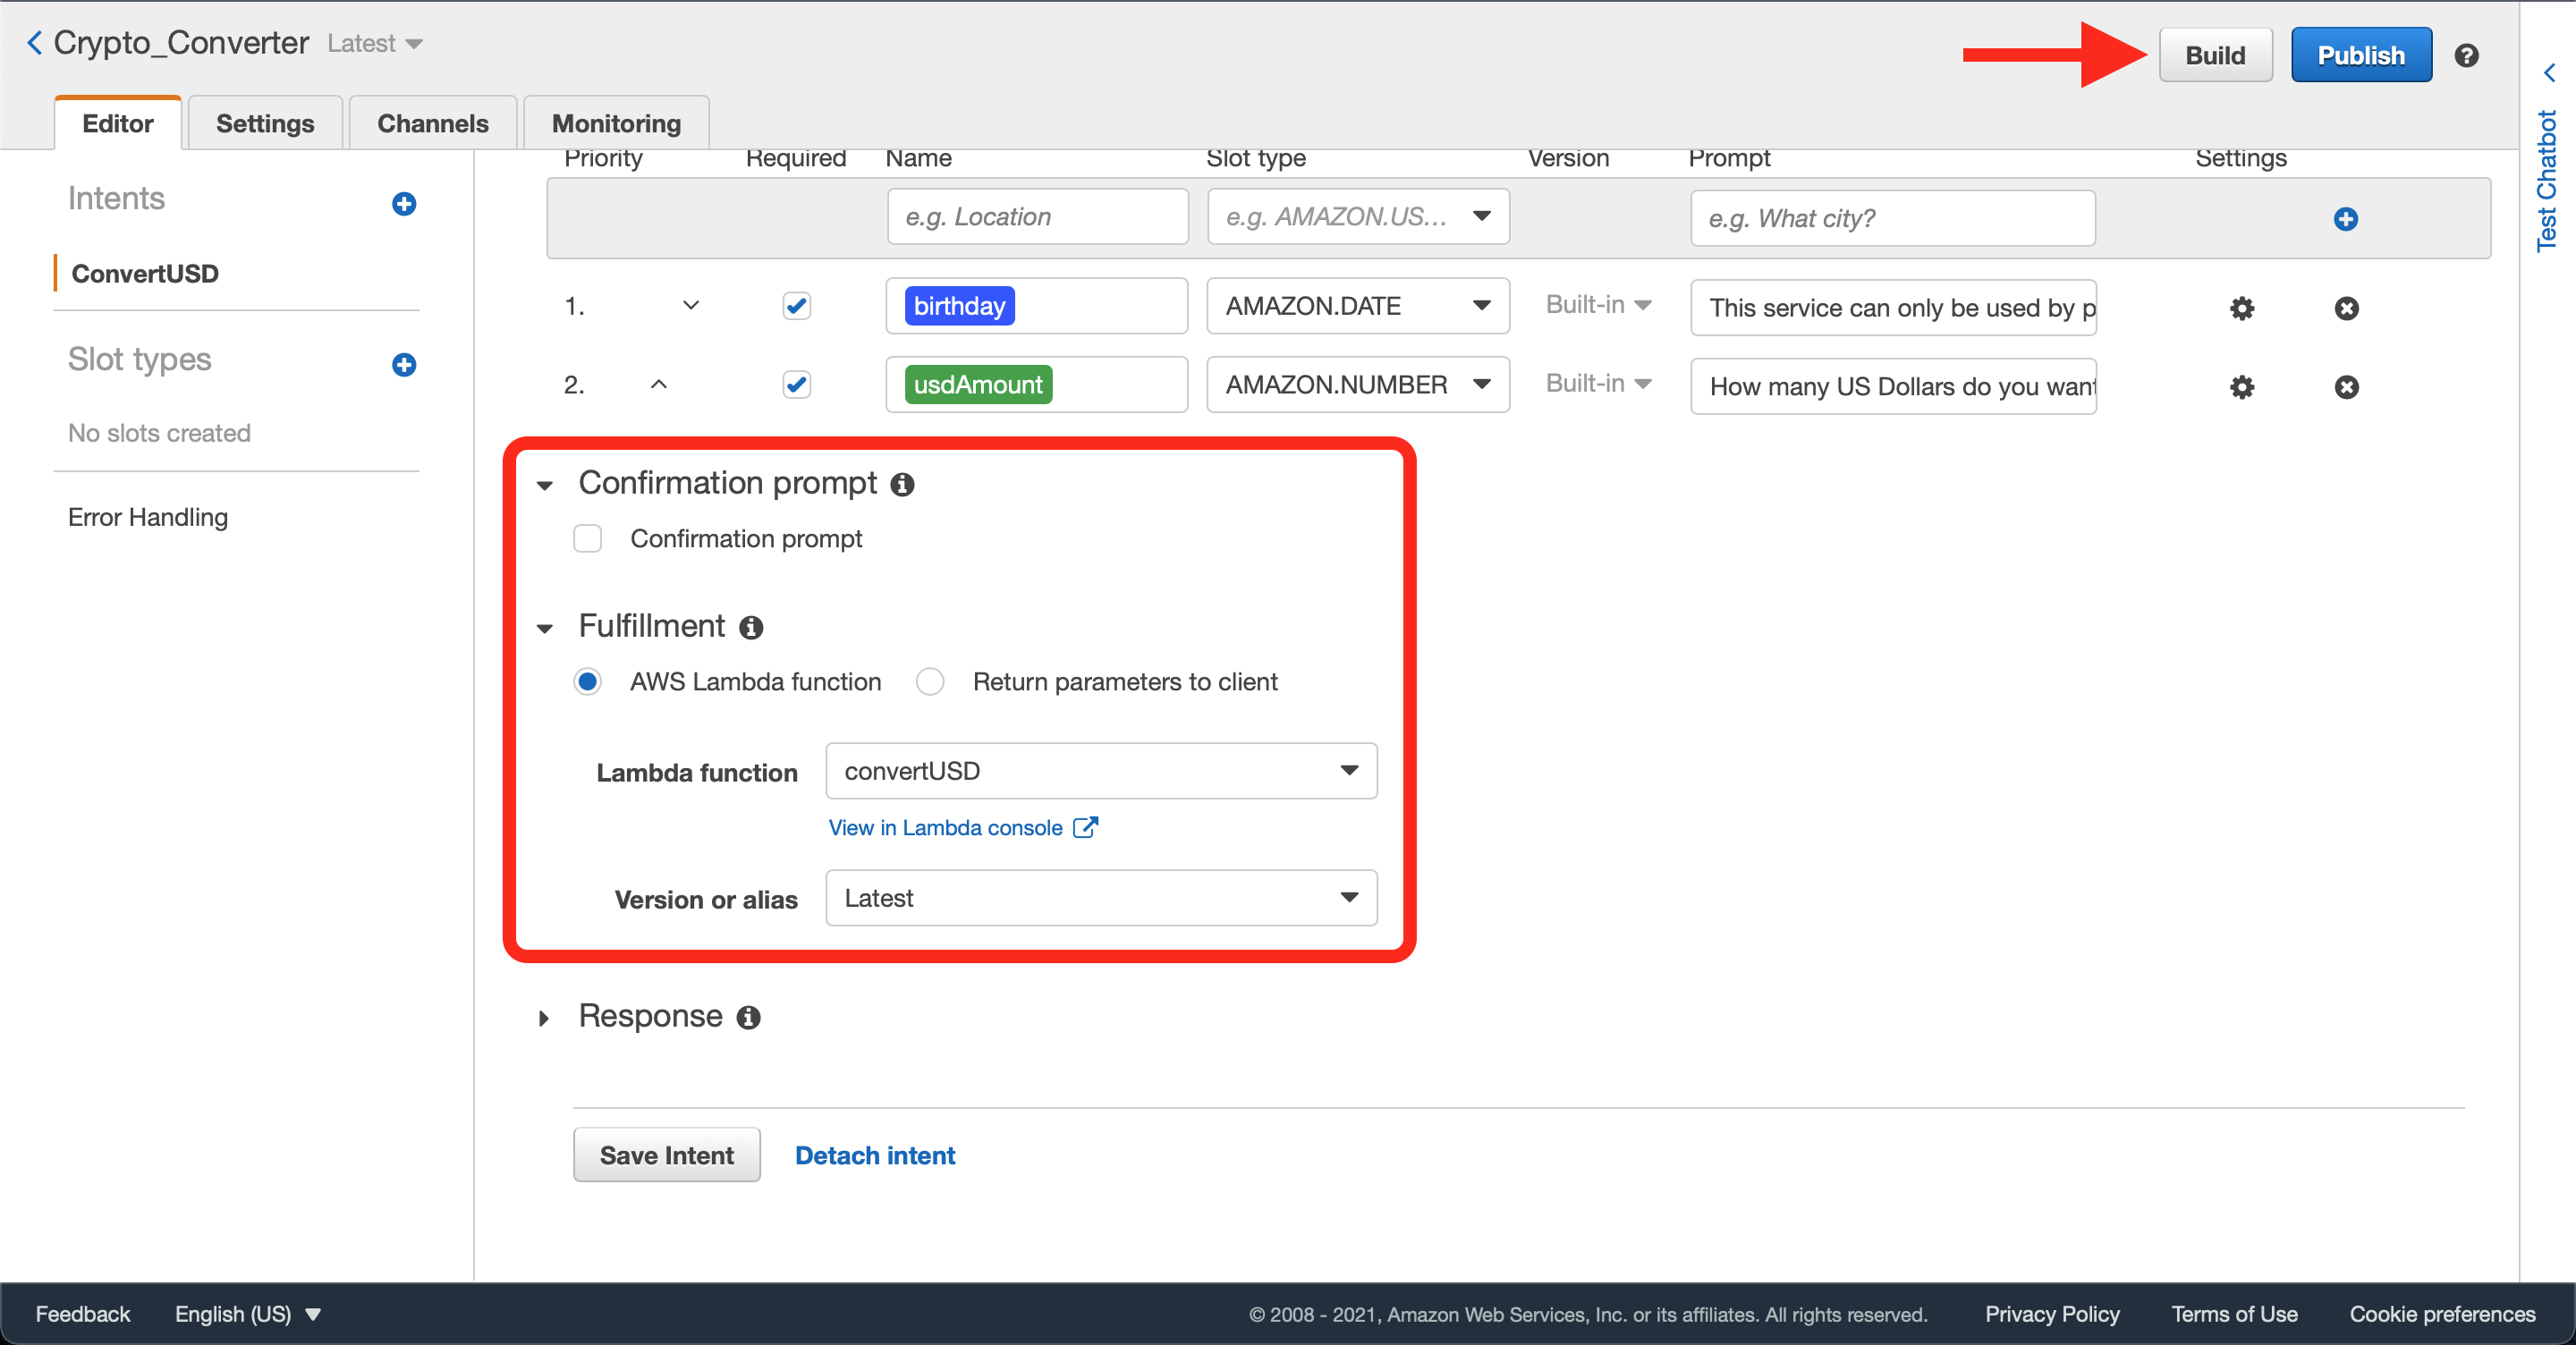 Crypto_Converter Latest
Build Publish
Editor Settings Channels Monitoring
Test Chatbot
Priority Required Name Slot type Version Prompt Settings
Intents
e.g. Location e.g. AMAZON.US... e.g. What city?
ConvertUSD
1. birthday AMAZON.DATE Built-in This service can only be used by p
Slot types
2. usdAmount AMAZON.NUMBER Built-in How many US Dollars do you want
No slots created
Confirmation prompt
Error Handling
Confirmation prompt
Fulfillment
AWS Lambda function Return parameters to client
Lambda function convertUSD
View in Lambda console
Version or alias Latest
Response
Save Intent Detach intent
Feedback English (US) © 2008 - 2021, Amazon Web Services, Inc. or its affiliates. All rights reserved. Privacy Policy Terms of Use Cookie preferences